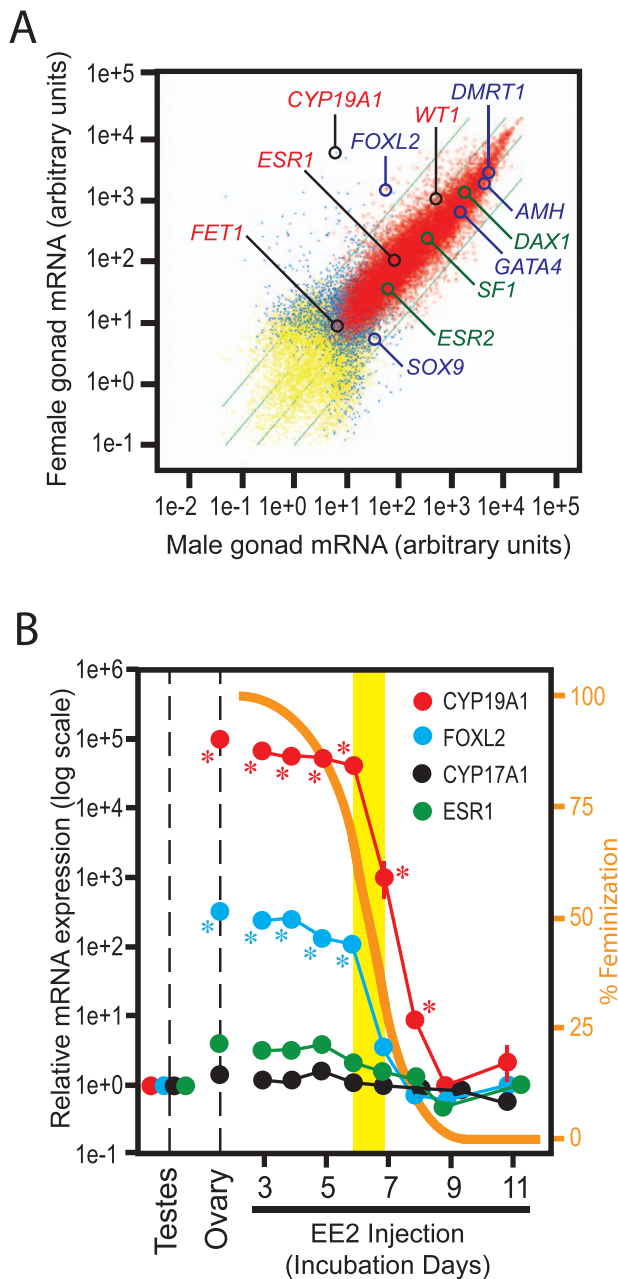 A
Female gonad mRNA (arbitrary units)
1e+5
1e+4
1e+3
1e+2
1e+1
1e+0
1e-1
CYP19A1
DMRT1
WT1
FOXL2
ESR1
FET1
AMH
DAX1
GATA4
SF1
ESR2
SOX9
1e-2 1e-1 1e+0 1e+1 1e+2 1e+3 1e+4 1e+5
Male gonad mRNA (arbitrary units)
B
Relative mRNA expression (log scale)
1e+6
1e+5
1e+4
1e+3
1e+2
1e+1
1e+0
1e-1
CYP19A1
FOXL2
CYP17A1
ESR1
* * * * * * *
* * * * *
100
75
50
25
0
% Feminization
Testes
Ovary
3 5 7 9 11
EE2 Injection
(Incubation Days)